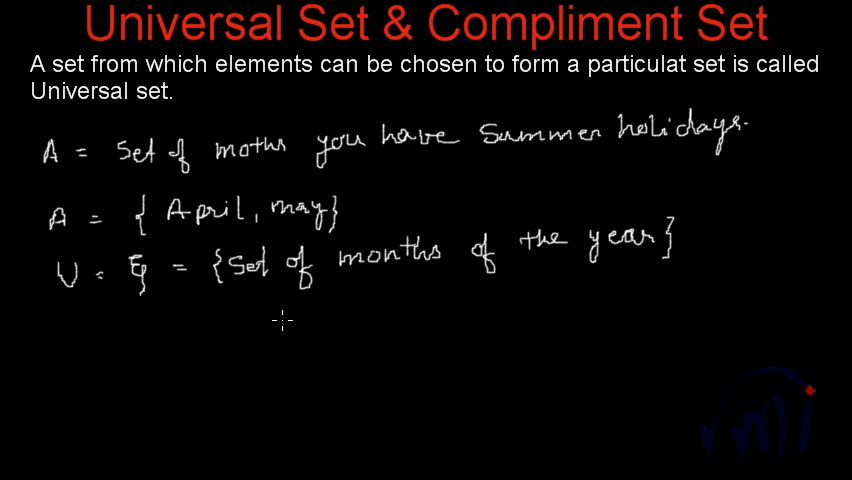 Universal Set & Compliment Set
A set from which elements can be chosen to form a particulat set is called
Universal set.
A = Set of moths you have Summer holidays.
A = { April, may}
U = ξ = {Set of months of the year}
vmi